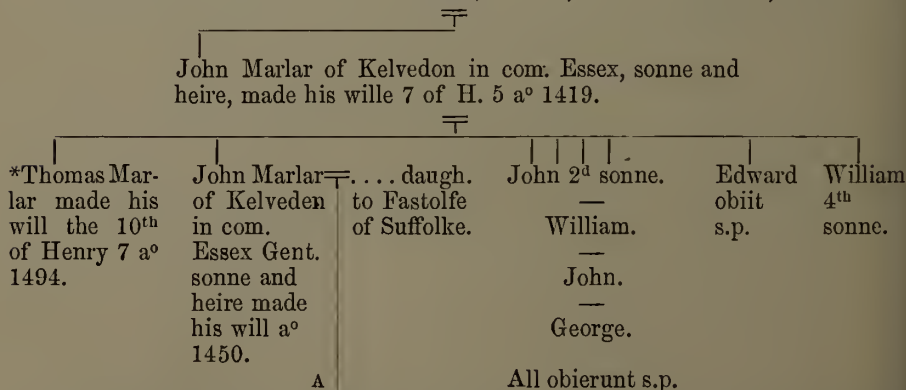 John Marlar of Kelvedon in com. Essex, sonne and
heire, made his wille 7 of H. 5 aº 1419.
*Thomas Mar-
lar made his
will the 10th
of Henry 7 aº
1494.
John Marlar
of Kelveden
in com.
Essex Gent.
sonne and
heire made
his will aº
1450.
.... daugh.
to Fastolfe
of Suffolke.
John 2d sonne.
—
William.
—
John.
—
George.
All obierunt s.p.
Edward
obiit
s.p.
William
4th
sonne.
A